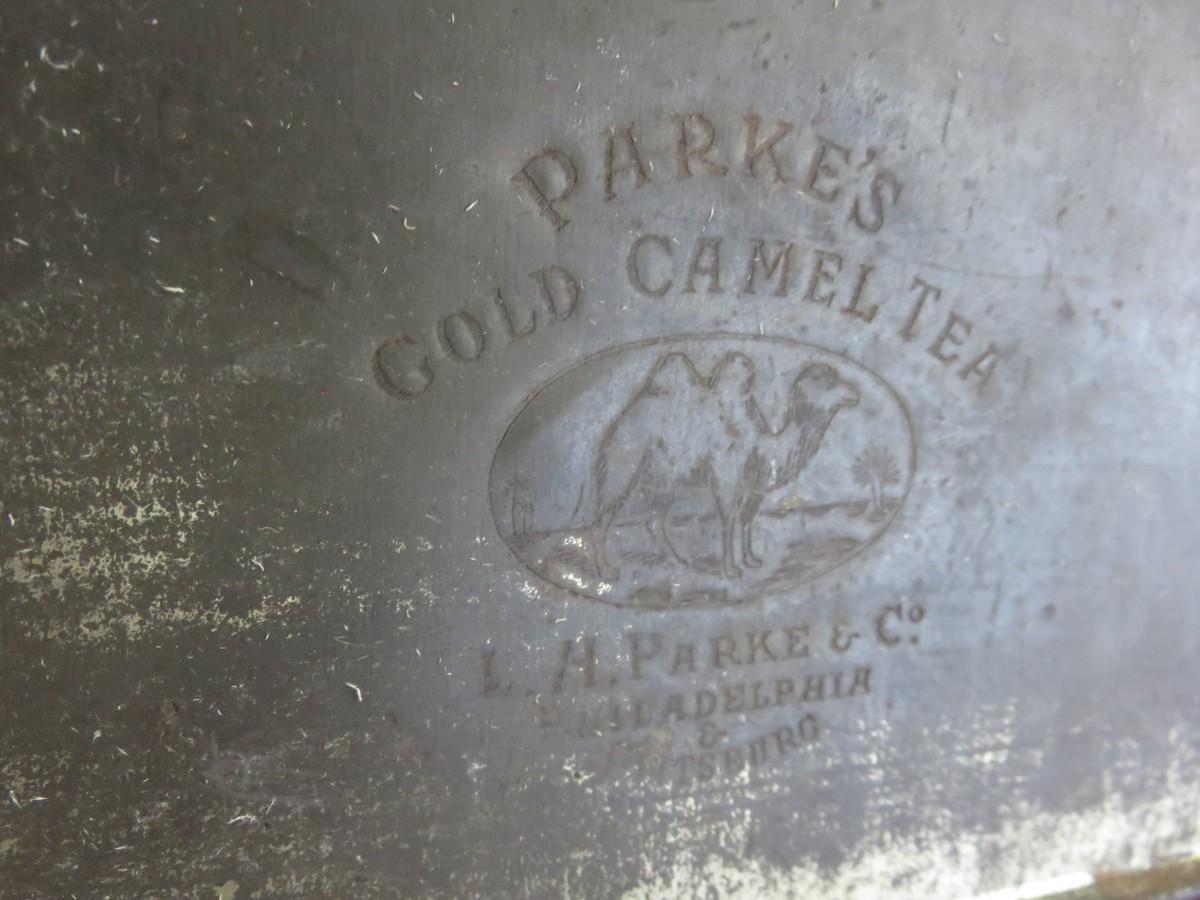 PARKE'S
GOLD CAMEL TEA
L. H. PARKE & Co.
PHILADELPHIA
&
PITTSBURG